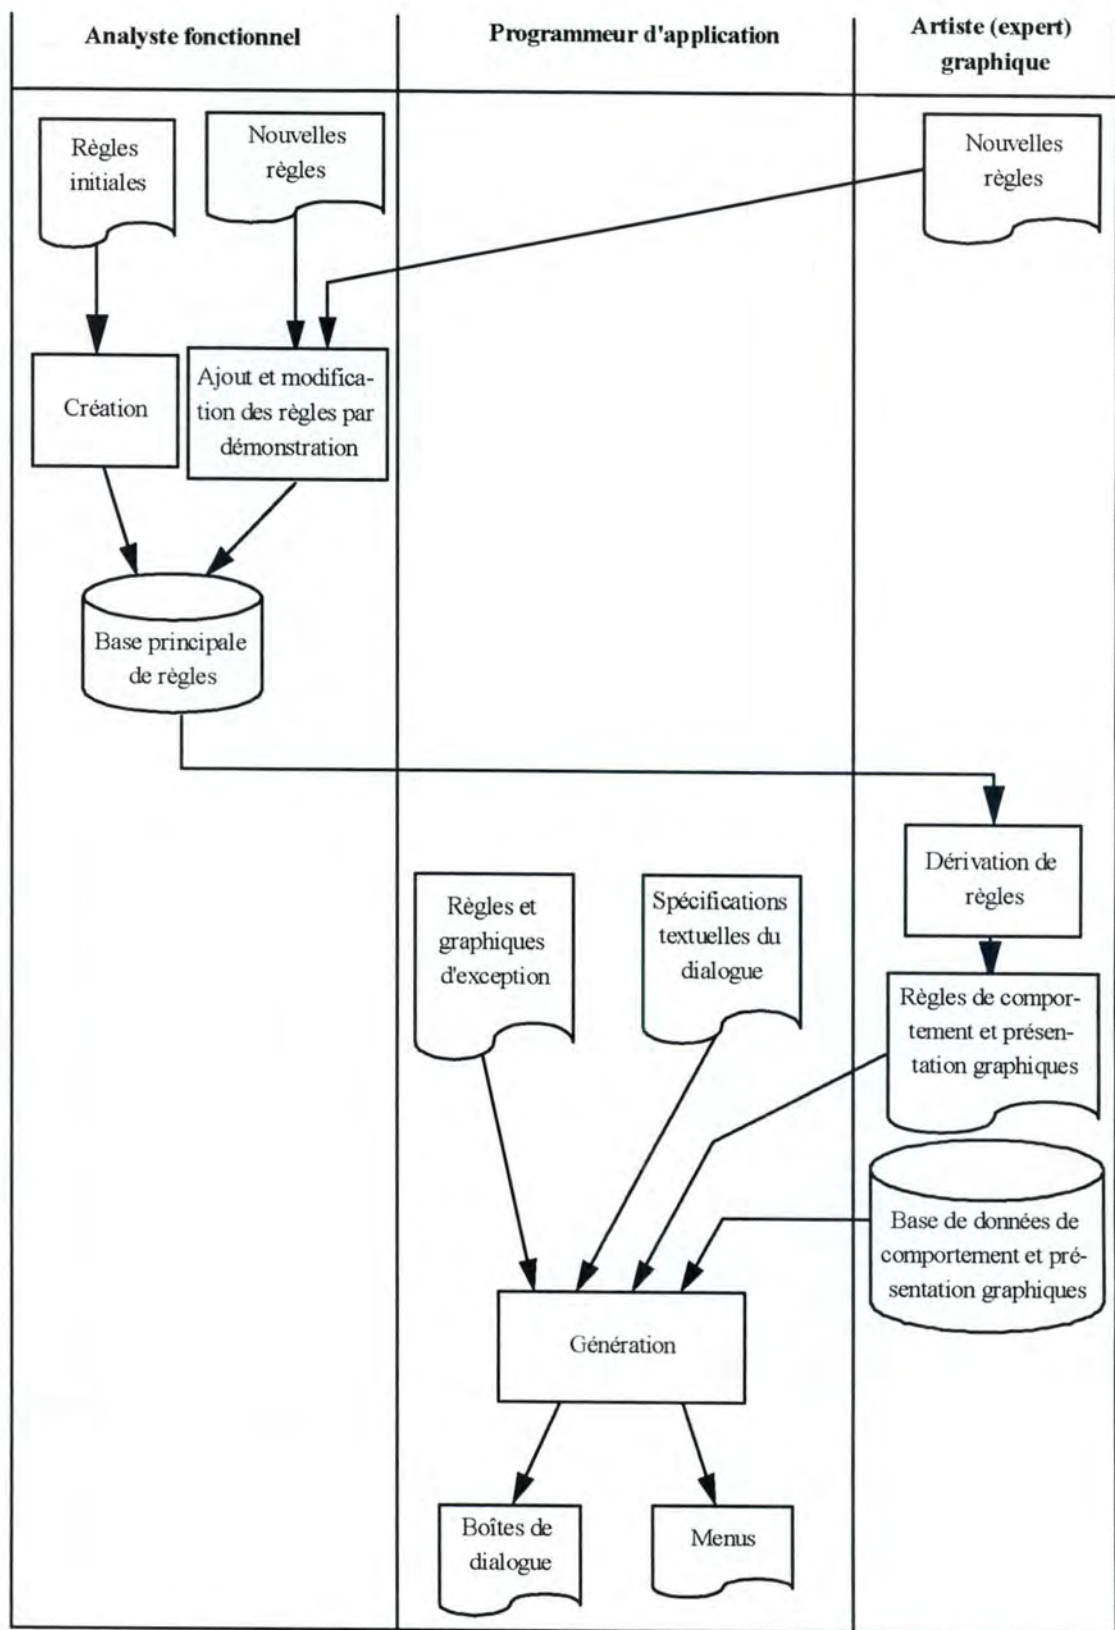 Analyste fonctionnel
Programmeur d'application
Artiste (expert)
graphique
Règles
initiales
Nouvelles
règles
Nouvelles
règles
Création
Ajout et modifica-
tion des règles par
démonstration
Base principale
de règles
Dérivation de
règles
Règles et
graphiques
d'exception
Spécifications
textuelles du
dialogue
Règles de compor-
tement et présen-
tation graphiques
Base de données de
comportement et pré-
sentation graphiques
Génération
Boîtes de
dialogue
Menus